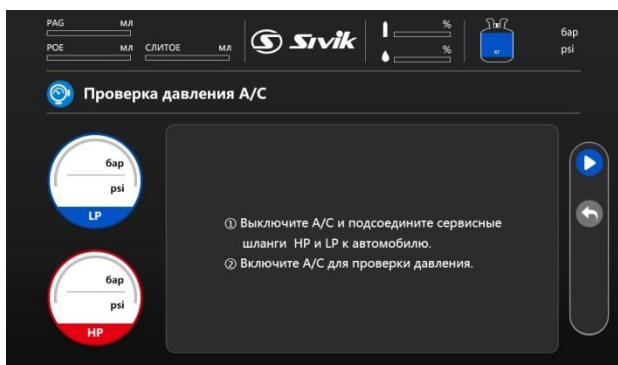 PAG мл
POE мл СЛИТОЕ мл
Sivik
%
%
кг
бар
psi
Проверка давления A/C
бар
psi
LP
① Выключите A/C и подсоедините сервисные
шланги HP и LP к автомобилю.
② Включите A/C для проверки давления.
бар
psi
HP